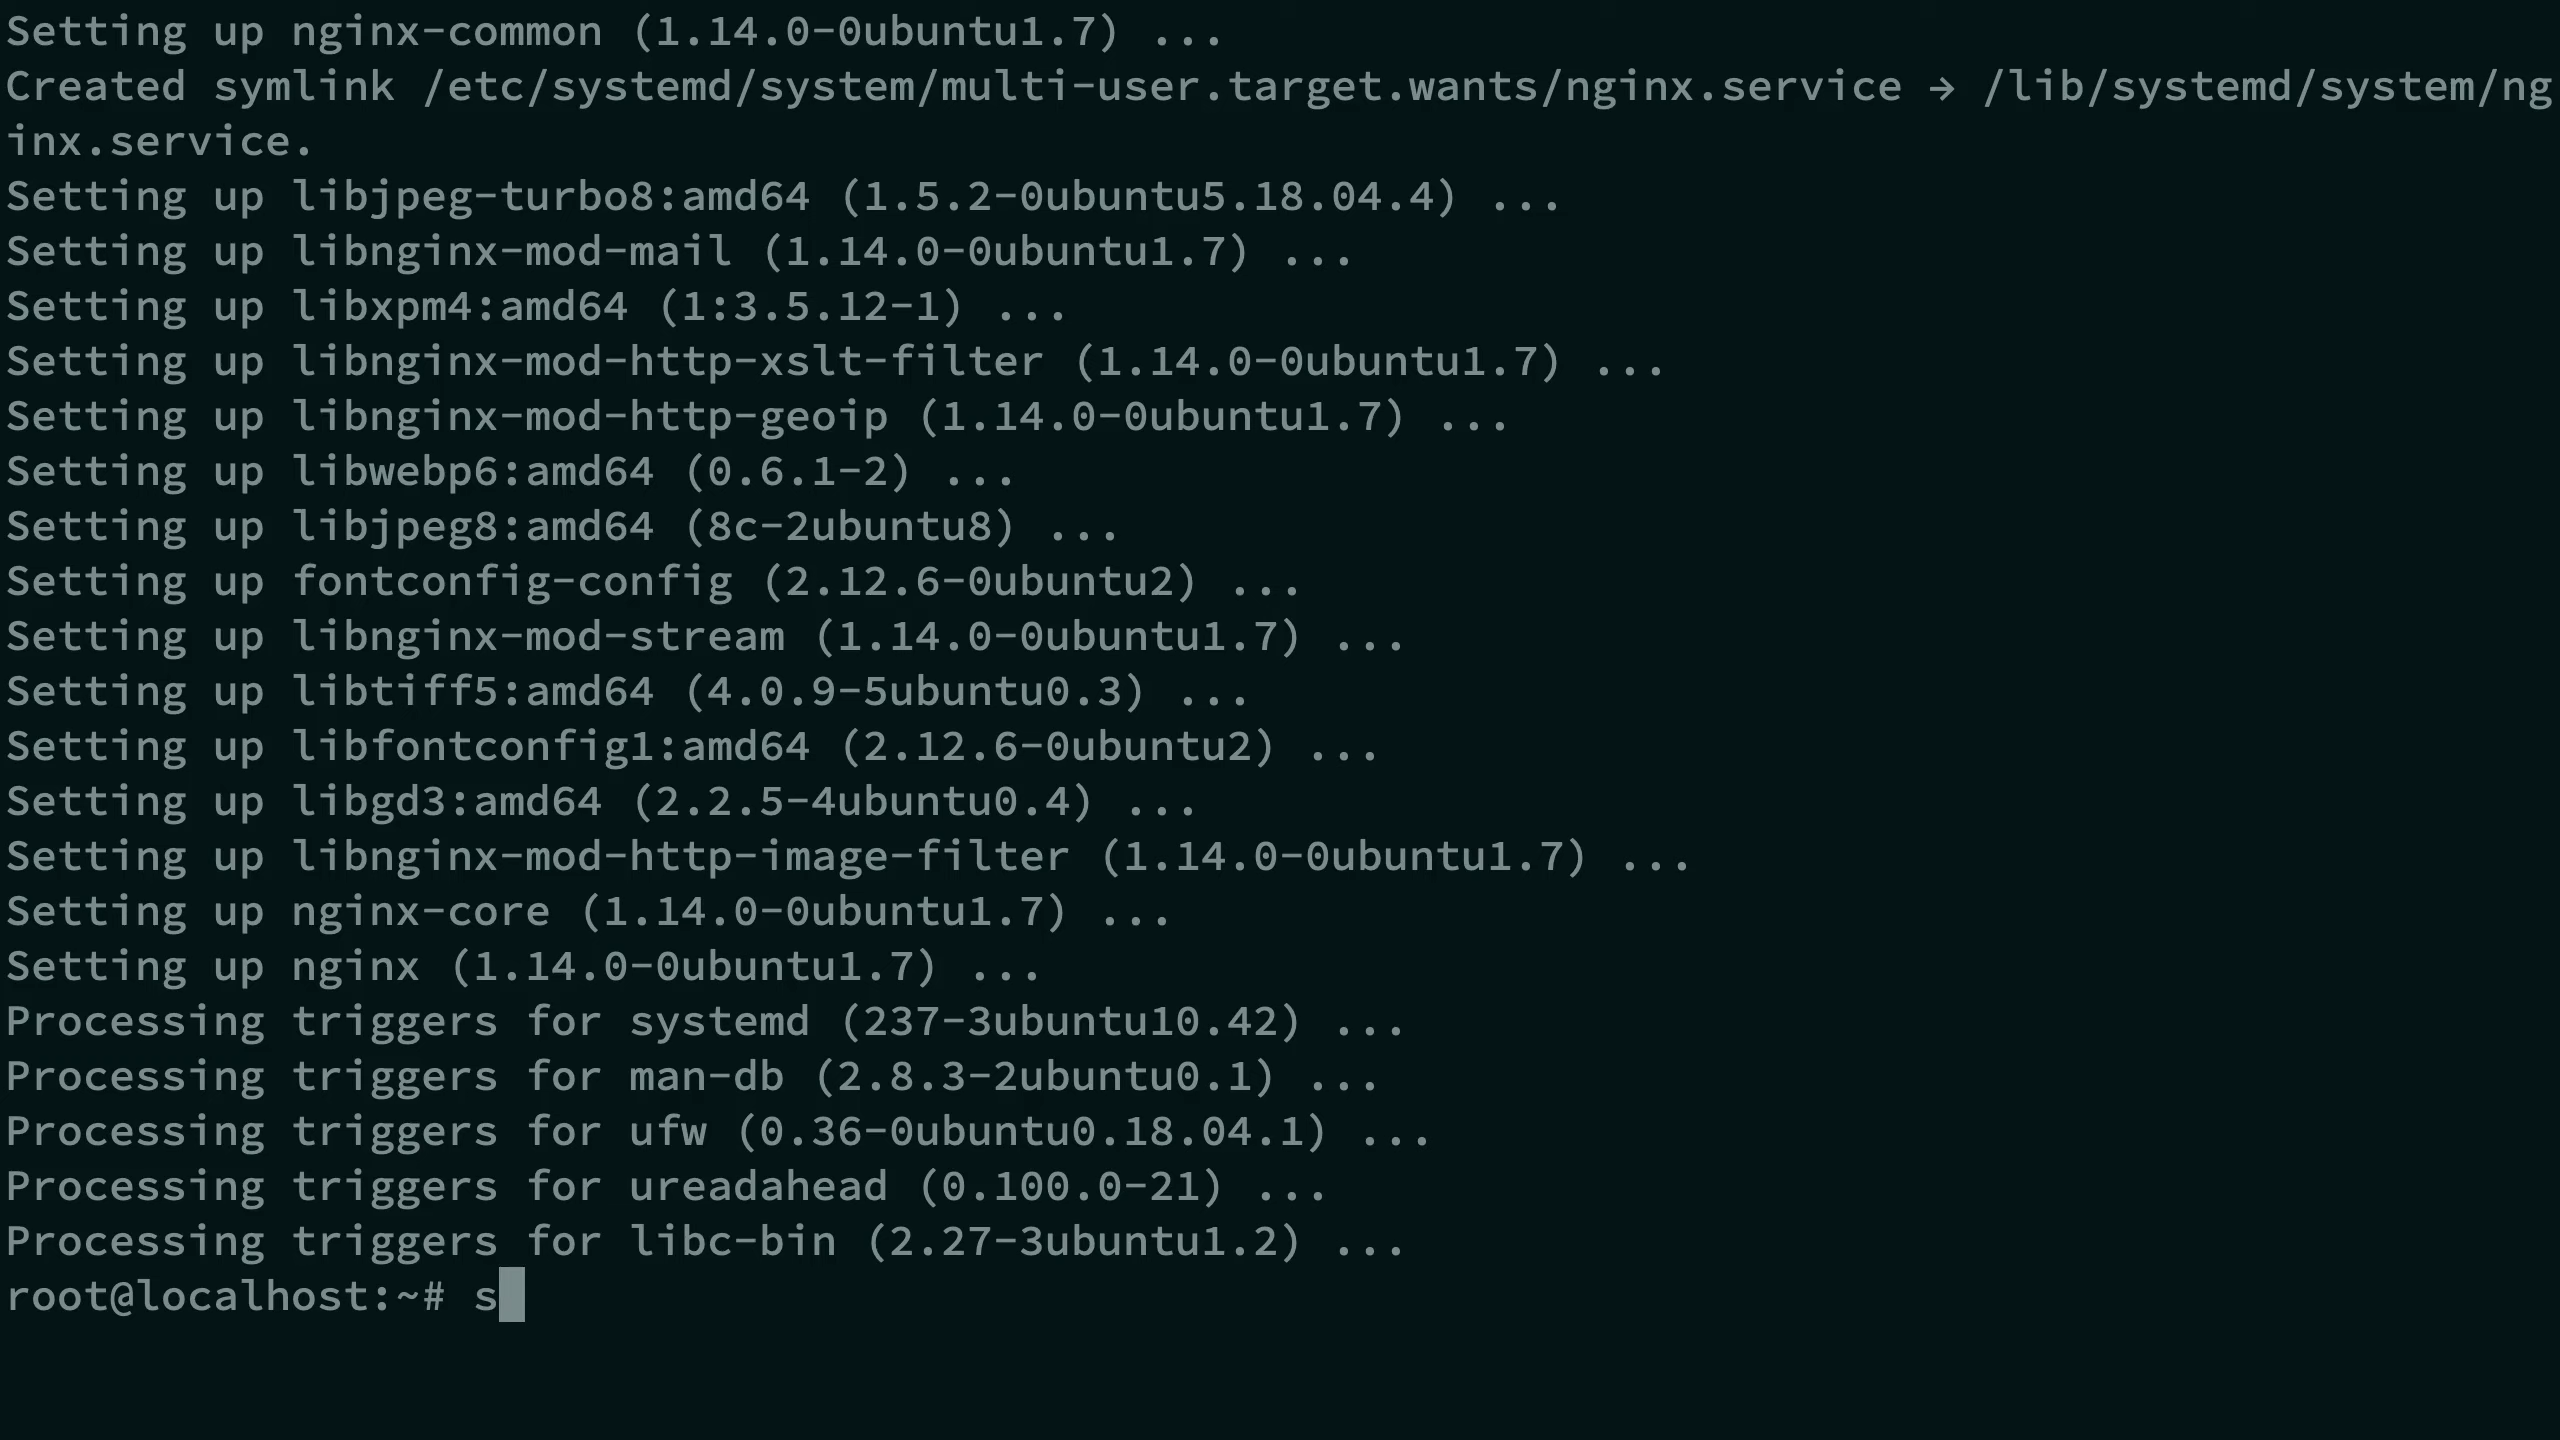 Setting up nginx-common (1.14.0-0ubuntu1.7) ...
Created symlink /etc/systemd/system/multi-user.target.wants/nginx.service → /lib/systemd/system/ng
inx.service.
Setting up libjpeg-turbo8:amd64 (1.5.2-0ubuntu5.18.04.4) ...
Setting up libnginx-mod-mail (1.14.0-0ubuntu1.7) ...
Setting up libxpm4:amd64 (1:3.5.12-1) ...
Setting up libnginx-mod-http-xslt-filter (1.14.0-0ubuntu1.7) ...
Setting up libnginx-mod-http-geoip (1.14.0-0ubuntu1.7) ...
Setting up libwebp6:amd64 (0.6.1-2) ...
Setting up libjpeg8:amd64 (8c-2ubuntu8) ...
Setting up fontconfig-config (2.12.6-0ubuntu2) ...
Setting up libnginx-mod-stream (1.14.0-0ubuntu1.7) ...
Setting up libtiff5:amd64 (4.0.9-5ubuntu0.3) ...
Setting up libfontconfig1:amd64 (2.12.6-0ubuntu2) ...
Setting up libgd3:amd64 (2.2.5-4ubuntu0.4) ...
Setting up libnginx-mod-http-image-filter (1.14.0-0ubuntu1.7) ...
Setting up nginx-core (1.14.0-0ubuntu1.7) ...
Setting up nginx (1.14.0-0ubuntu1.7) ...
Processing triggers for systemd (237-3ubuntu10.42) ...
Processing triggers for man-db (2.8.3-2ubuntu0.1) ...
Processing triggers for ufw (0.36-0ubuntu0.18.04.1) ...
Processing triggers for ureadahead (0.100.0-21) ...
Processing triggers for libc-bin (2.27-3ubuntu1.2) ...
root@localhost:~# s